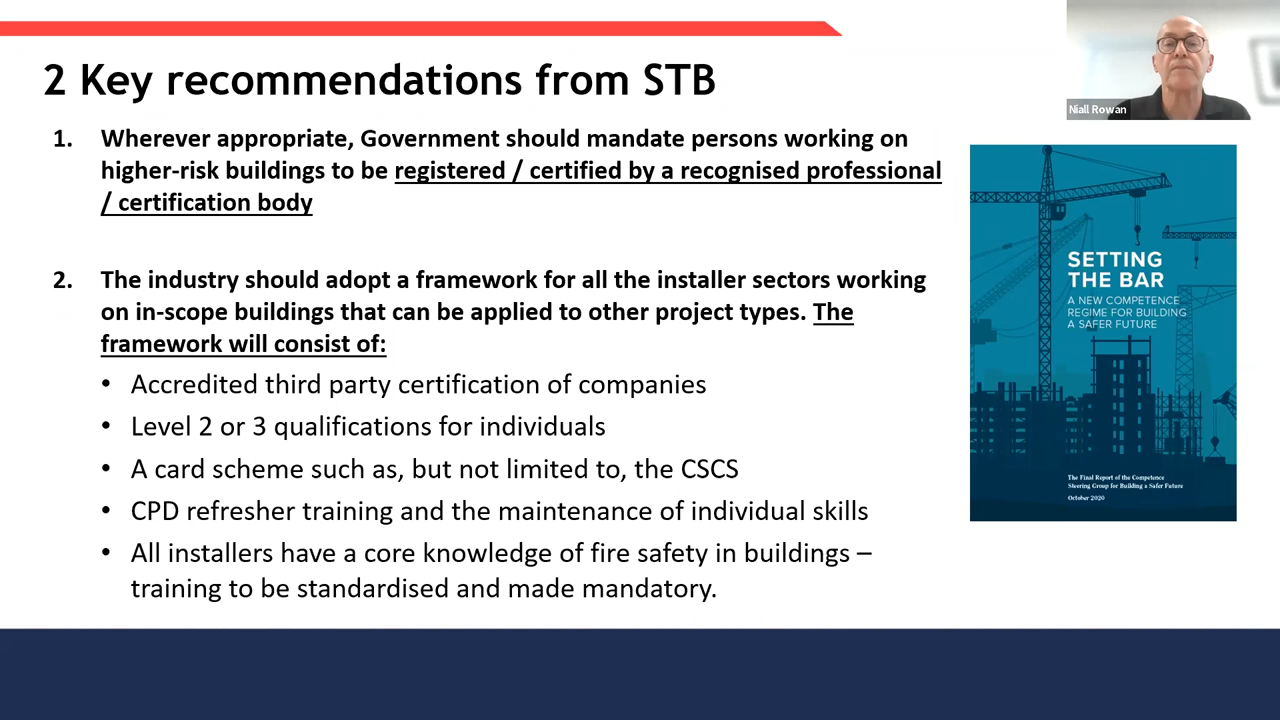 2 Key recommendations from STB
1. Wherever appropriate, Government should mandate persons working on
higher-risk buildings to be registered / certified by a recognised professional
/ certification body
2. The industry should adopt a framework for all the installer sectors working
on in-scope buildings that can be applied to other project types. The
framework will consist of:
• Accredited third party certification of companies
• Level 2 or 3 qualifications for individuals
• A card scheme such as, but not limited to, the CSCS
• CPD refresher training and the maintenance of individual skills
• All installers have a core knowledge of fire safety in buildings –
training to be standardised and made mandatory.
Niall Rowan
SETTING
THE BAR
A NEW COMPETENCE
REGIME FOR BUILDING
A SAFER FUTURE
The Final Report of the Competence
Steering Group for Building a Safer Future
October 2020